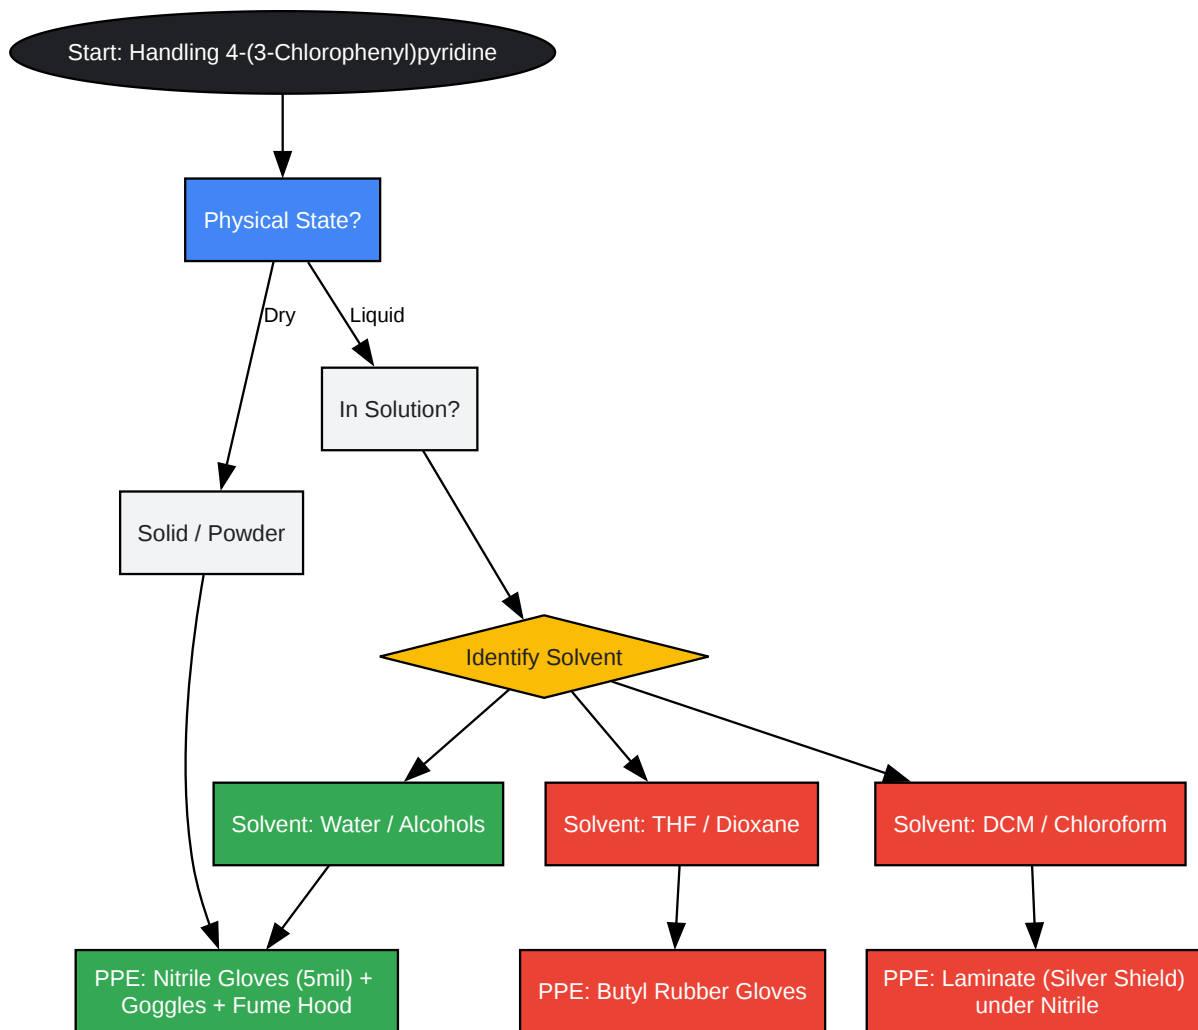 Start: Handling 4-(3-Chlorophenyl)pyridine
Physical State?
Dry
Liquid
In Solution?
Solid / Powder
Identify Solvent
Solvent: Water / Alcohols
Solvent: THF / Dioxane
Solvent: DCM / Chloroform
PPE: Nitrile Gloves (5mil) +
Goggles + Fume Hood
PPE: Butyl Rubber Gloves
PPE: Laminate (Silver Shield)
under Nitrile